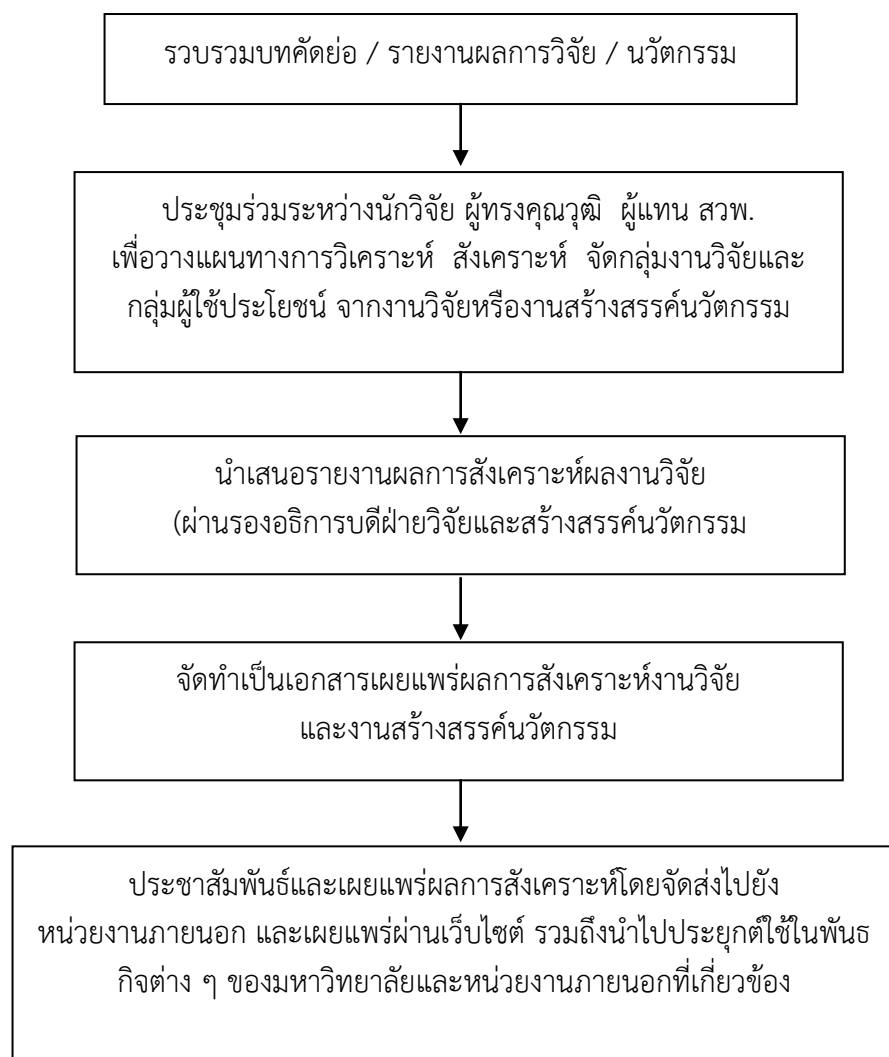 รวบรวมบทคัดย่อ / รายงานผลการวิจัย / นวัตกรรม
ประชุมร่วมระหว่างนักวิจัย ผู้ทรงคุณวุฒิ ผู้แทน สวพ.
เพื่อวางแผนทางการวิเคราะห์ สังเคราะห์ จัดกลุ่มงานวิจัยและ
กลุ่มผู้ใช้ประโยชน์ จากงานวิจัยหรืองานสร้างสรรค์นวัตกรรม
นำเสนอรายงานผลการสังเคราะห์ผลงานวิจัย
(ผ่านรองอธิการบดีฝ่ายวิจัยและสร้างสรรค์นวัตกรรม
จัดทำเป็นเอกสารเผยแพร่ผลการสังเคราะห์งานวิจัย
และงานสร้างสรรค์นวัตกรรม
ประชาสัมพันธ์และเผยแพร่ผลการสังเคราะห์โดยจัดส่งไปยัง
หน่วยงานภายนอก และเผยแพร่ผ่านเว็บไซต์ รวมถึงนำไปประยุกต์ใช้ในพันธ
กิจต่าง ๆ ของมหาวิทยาลัยและหน่วยงานภายนอกที่เกี่ยวข้อง